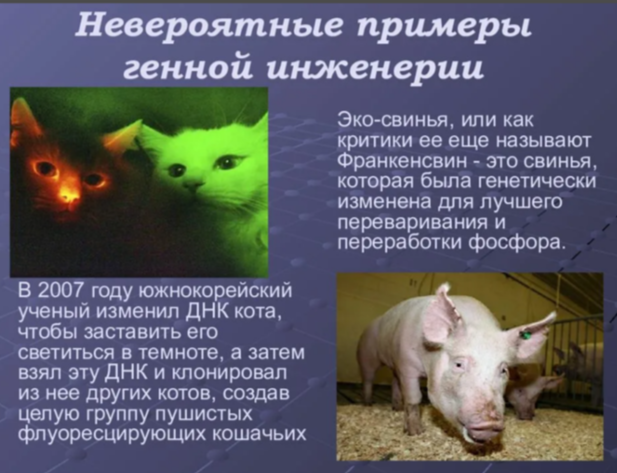 Невероятные примеры
генной инженерии
Эко-свинья, или как
критики ее еще называют
Франкенсвин - это свинья,
которая была генетически
изменена для лучшего
переваривания и
переработки фосфора.
В 2007 году южнокорейский
ученый изменил ДНК кота,
чтобы заставить его
светиться в темноте, а затем
взял эту ДНК и клонировал
из нее других котов, создав
целую группу пушистых
флуоресцирующих кошачьих